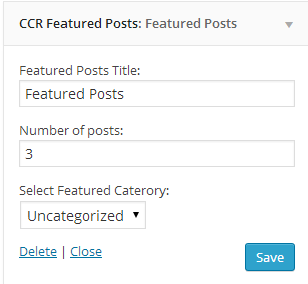 CCR Featured Posts: Featured Posts
Featured Posts Title:
Featured Posts
Number of posts:
3
Select Featured Caterory:
Uncategorized
Delete | Close
Save